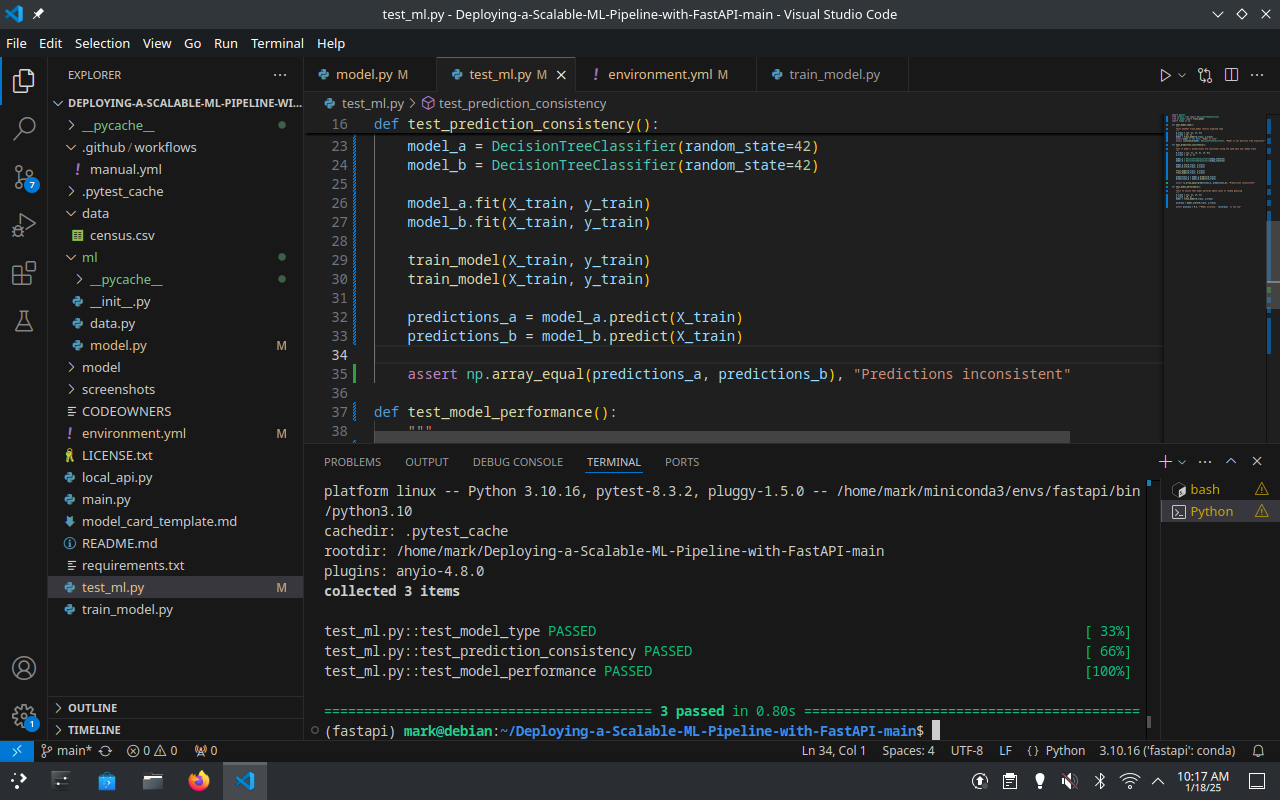 test_ml.py - Deploying-a-Scalable-ML-Pipeline-with-FastAPI-main - Visual Studio Code
File Edit Selection View Go Run Terminal Help
EXPLORER
DEPLOYING-A-SCALABLE-ML-PIPELINE-WI...
__pycache__
.github / workflows
manual.yml
.pytest_cache
data
census.csv
ml
__pycache__
__init__.py
data.py
model.py M
model
screenshots
CODEOWNERS
environment.yml M
LICENSE.txt
local_api.py
main.py
model_card_template.md
README.md
requirements.txt
test_ml.py M
train_model.py
OUTLINE
TIMELINE
7
1
model.py M test_ml.py M environment.yml M train_model.py
test_ml.py > test_prediction_consistency
16 def test_prediction_consistency():
23 model_a = DecisionTreeClassifier(random_state=42)
24 model_b = DecisionTreeClassifier(random_state=42)
25
26 model_a.fit(X_train, y_train)
27 model_b.fit(X_train, y_train)
28
29 train_model(X_train, y_train)
30 train_model(X_train, y_train)
31
32 predictions_a = model_a.predict(X_train)
33 predictions_b = model_b.predict(X_train)
34
35 assert np.array_equal(predictions_a, predictions_b), "Predictions inconsistent"
36
37 def test_model_performance():
38 """
PROBLEMS OUTPUT DEBUG CONSOLE TERMINAL PORTS
platform linux -- Python 3.10.16, pytest-8.3.2, pluggy-1.5.0 -- /home/mark/miniconda3/envs/fastapi/bin
/python3.10
cachedir: .pytest_cache
rootdir: /home/mark/Deploying-a-Scalable-ML-Pipeline-with-FastAPI-main
plugins: anyio-4.8.0
collected 3 items
test_ml.py::test_model_type PASSED [ 33%]
test_ml.py::test_prediction_consistency PASSED [ 66%]
test_ml.py::test_model_performance PASSED [100%]
======================================= 3 passed in 0.80s =========================================
(fastapi) mark@debian:~/Deploying-a-Scalable-ML-Pipeline-with-FastAPI-main$
bash
Python
main* 0 0 0 Ln 34, Col 1 Spaces: 4 UTF-8 LF Python 3.10.16 ('fastapi': conda)
10:17 AM
1/18/25